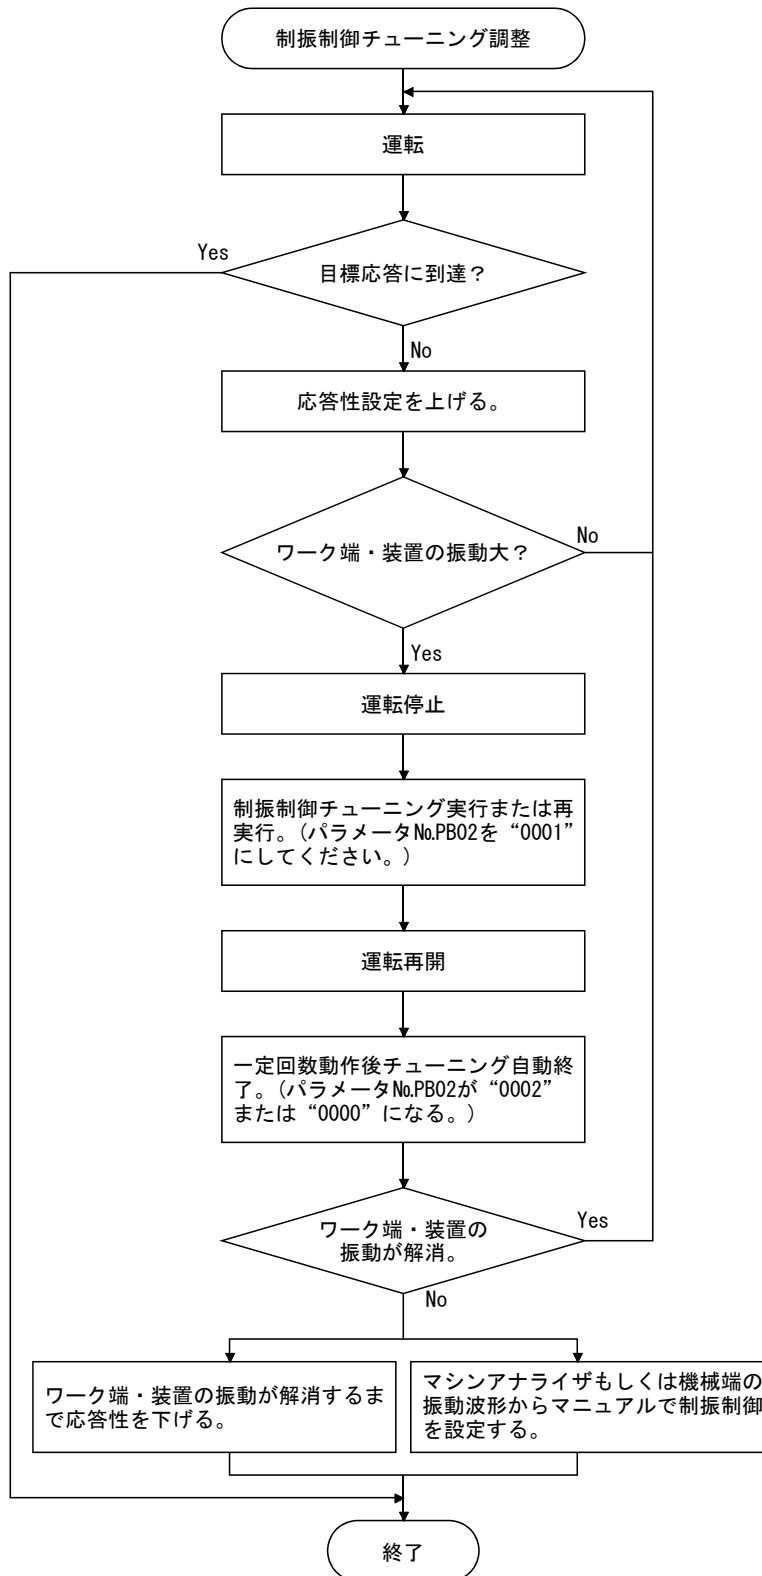 制振制御チューニング調整
運転
Yes
目標応答に到達？
No
応答性設定を上げる。
ワーク端・装置の振動大？
No
Yes
運転停止
制振制御チューニング実行または再
実行。(パラメータNo.PB02を“0001”
にしてください。)
運転再開
一定回数動作後チューニング自動終
了。(パラメータNo.PB02が“0002”
または“0000”になる。)
ワーク端・装置の
振動が解消。
Yes
No
ワーク端・装置の振動が解消するま
で応答性を下げる。
マシンアナライザもしくは機械端の
振動波形からマニュアルで制振制御
を設定する。
終了